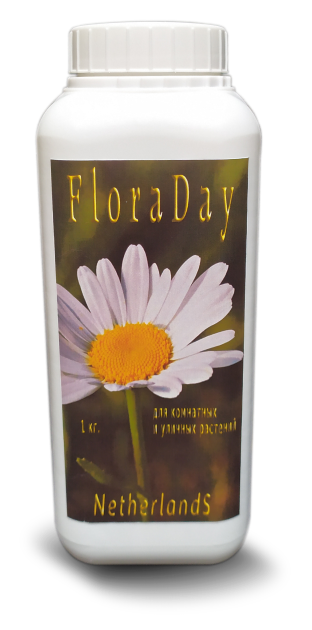 FloraDay
для комнатных
1 кг.
и уличных растений
NetherlandS